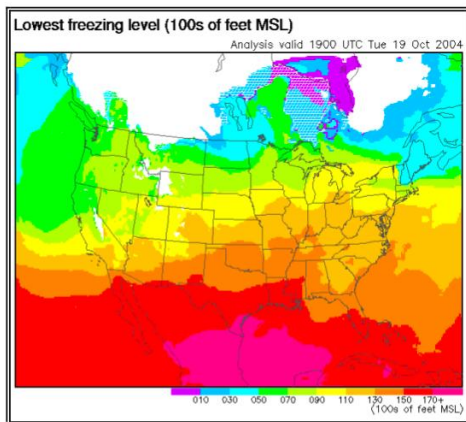 Lowest freezing level (100s of feet MSL)
Analysis valid 1900 UTC Tue 19 Oct 2004
010 030 050 070 090 110 130 150 170+
(100s of feet MSL)